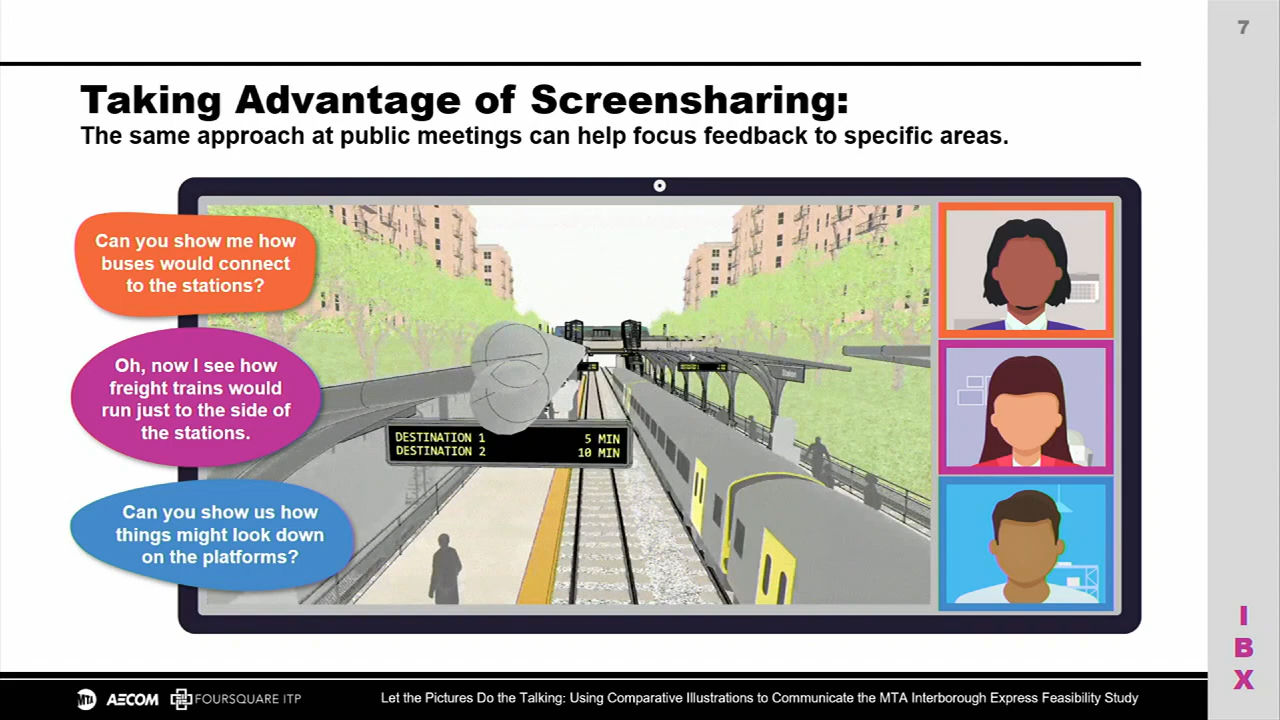 7
Taking Advantage of Screensharing:
The same approach at public meetings can help focus feedback to specific areas.
Can you show me how
buses would connect
to the stations?
Oh, now I see how
freight trains would
run just to the side of
the stations.
Can you show us how
things might look down
on the platforms?
DESTINATION 1 5 MIN
DESTINATION 2 10 MIN
I
B
X
MTA AECOM FOURSQUARE ITP
Let the Pictures Do the Talking: Using Comparative Illustrations to Communicate the MTA Interborough Express Feasibility Study